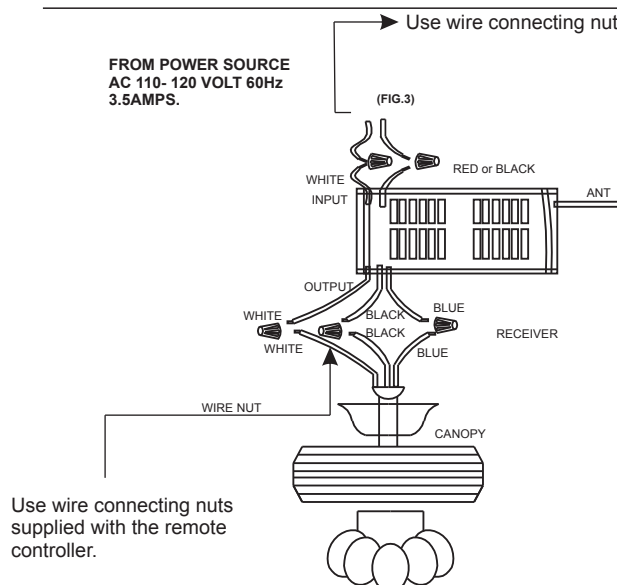 Use wire connecting nut
FROM POWER SOURCE
AC 110- 120 VOLT 60Hz
3.5AMPS.
(FIG.3)
RED or BLACK
WHITE
INPUT
ANT
OUTPUT
WHITE
BLACK
BLUE
BLACK
RECEIVER
WHITE
BLUE
WIRE NUT
CANOPY
Use wire connecting nuts
supplied with the remote
controller.